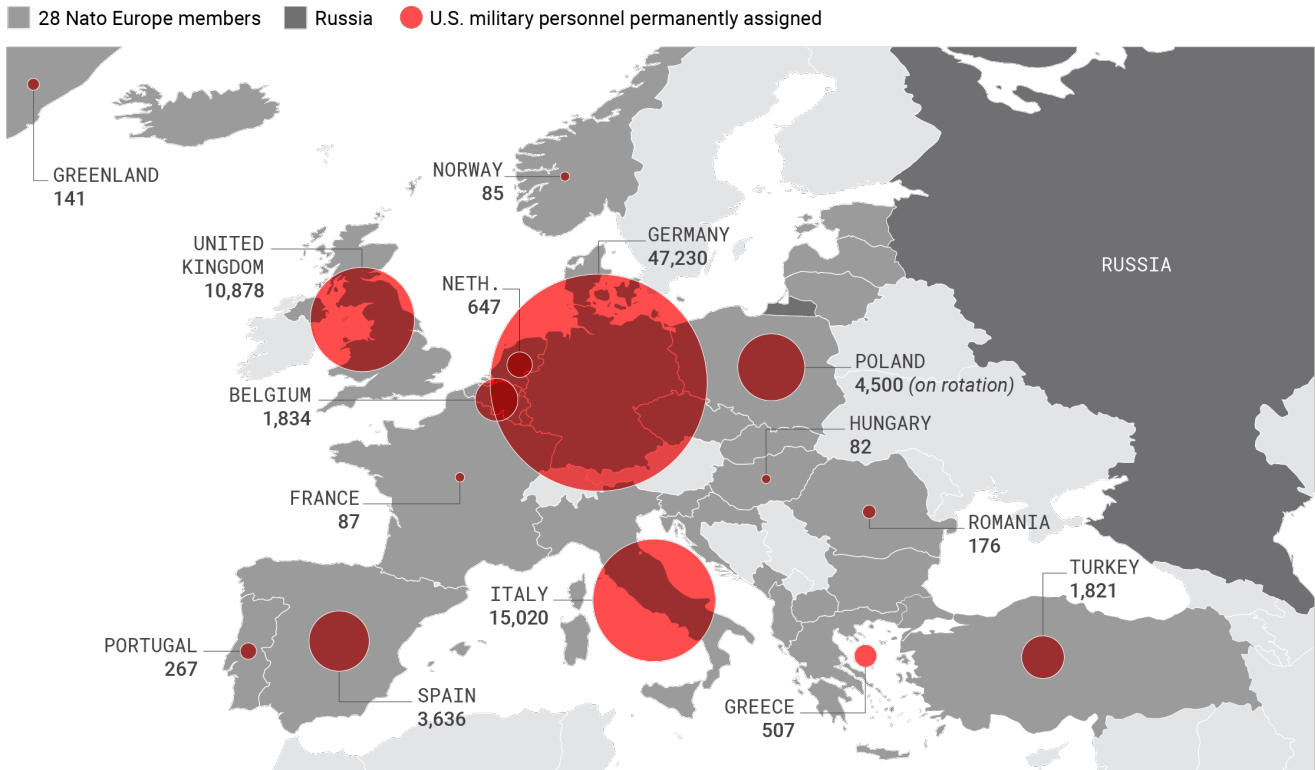 28 Nato Europe members
Russia
U.S. military personnel permanently assigned
GREENLAND
141
NORWAY
85
UNITED
KINGDOM
10,878
GERMANY
47,230
NETH.
647
RUSSIA
BELGIUM
1,834
POLAND
4,500 (on rotation)
HUNGARY
82
FRANCE
87
ROMANIA
176
ITALY
15,020
TURKEY
1,821
PORTUGAL
267
SPAIN
3,636
GREECE
507